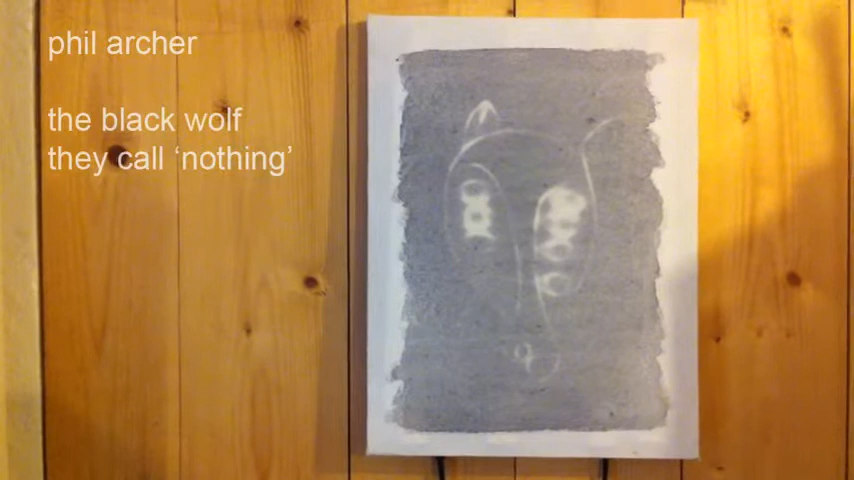 phil archer
the black wolf
they call ‘nothing’